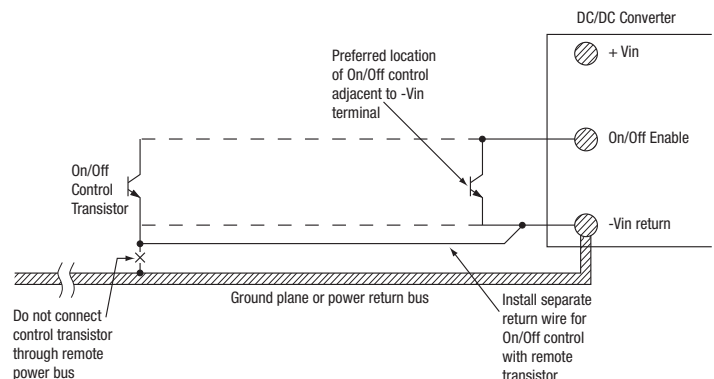 DC/DC Converter
+ Vin
Preferred location
of On/Off control
adjacent to -Vin
terminal
On/Off Enable
On/Off
Control
Transistor
-Vin return
Ground plane or power return bus
Do not connect
control transistor
through remote
power bus
Install separate
return wire for
On/Off control
with remote
transistor